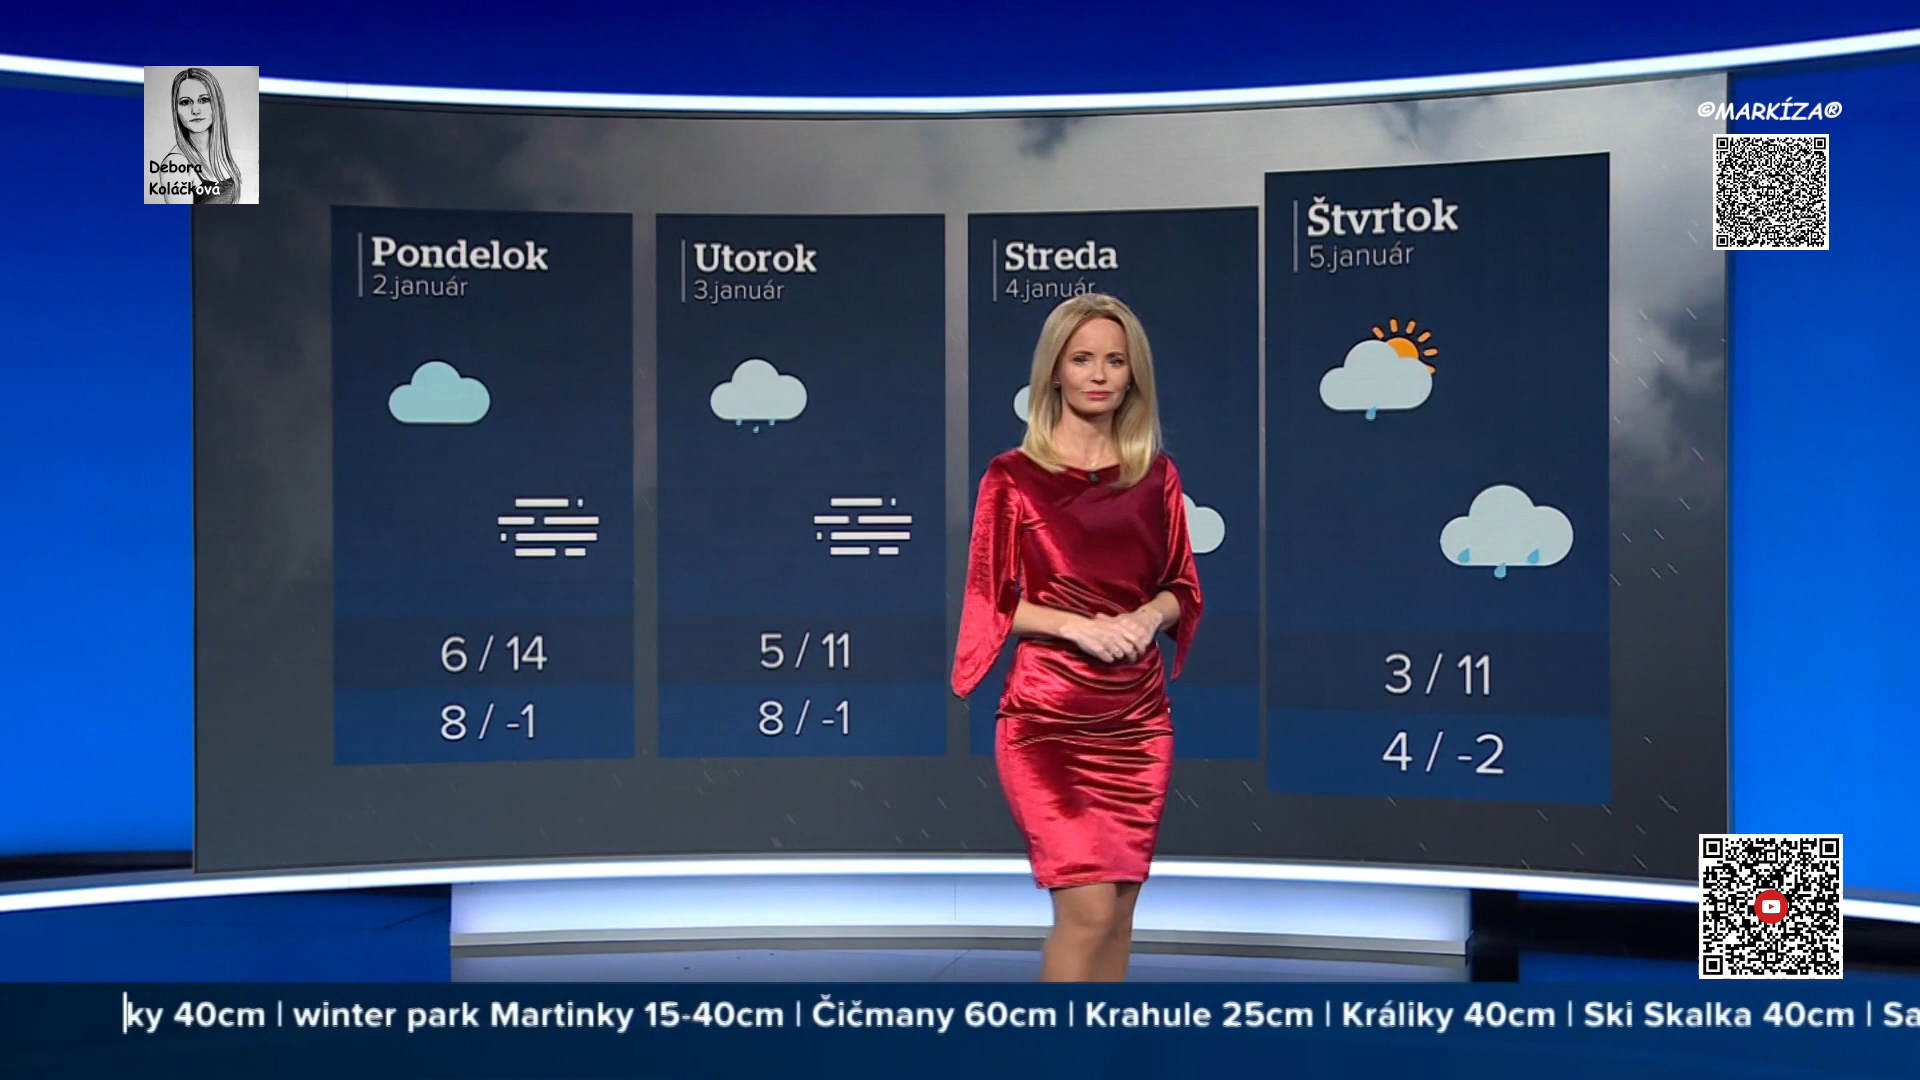 Debora
Koláčková
©MARKÍZA®
Pondelok
2.január
6 / 14
8 / -1
Utorok
3.január
5 / 11
8 / -1
Streda
4.január
Štvrtok
5.január
3 / 11
4 / -2
ky 40cm | winter park Martinky 15-40cm | Čičmany 60cm | Krahule 25cm | Králiky 40cm | Ski Skalka 40cm | Sa